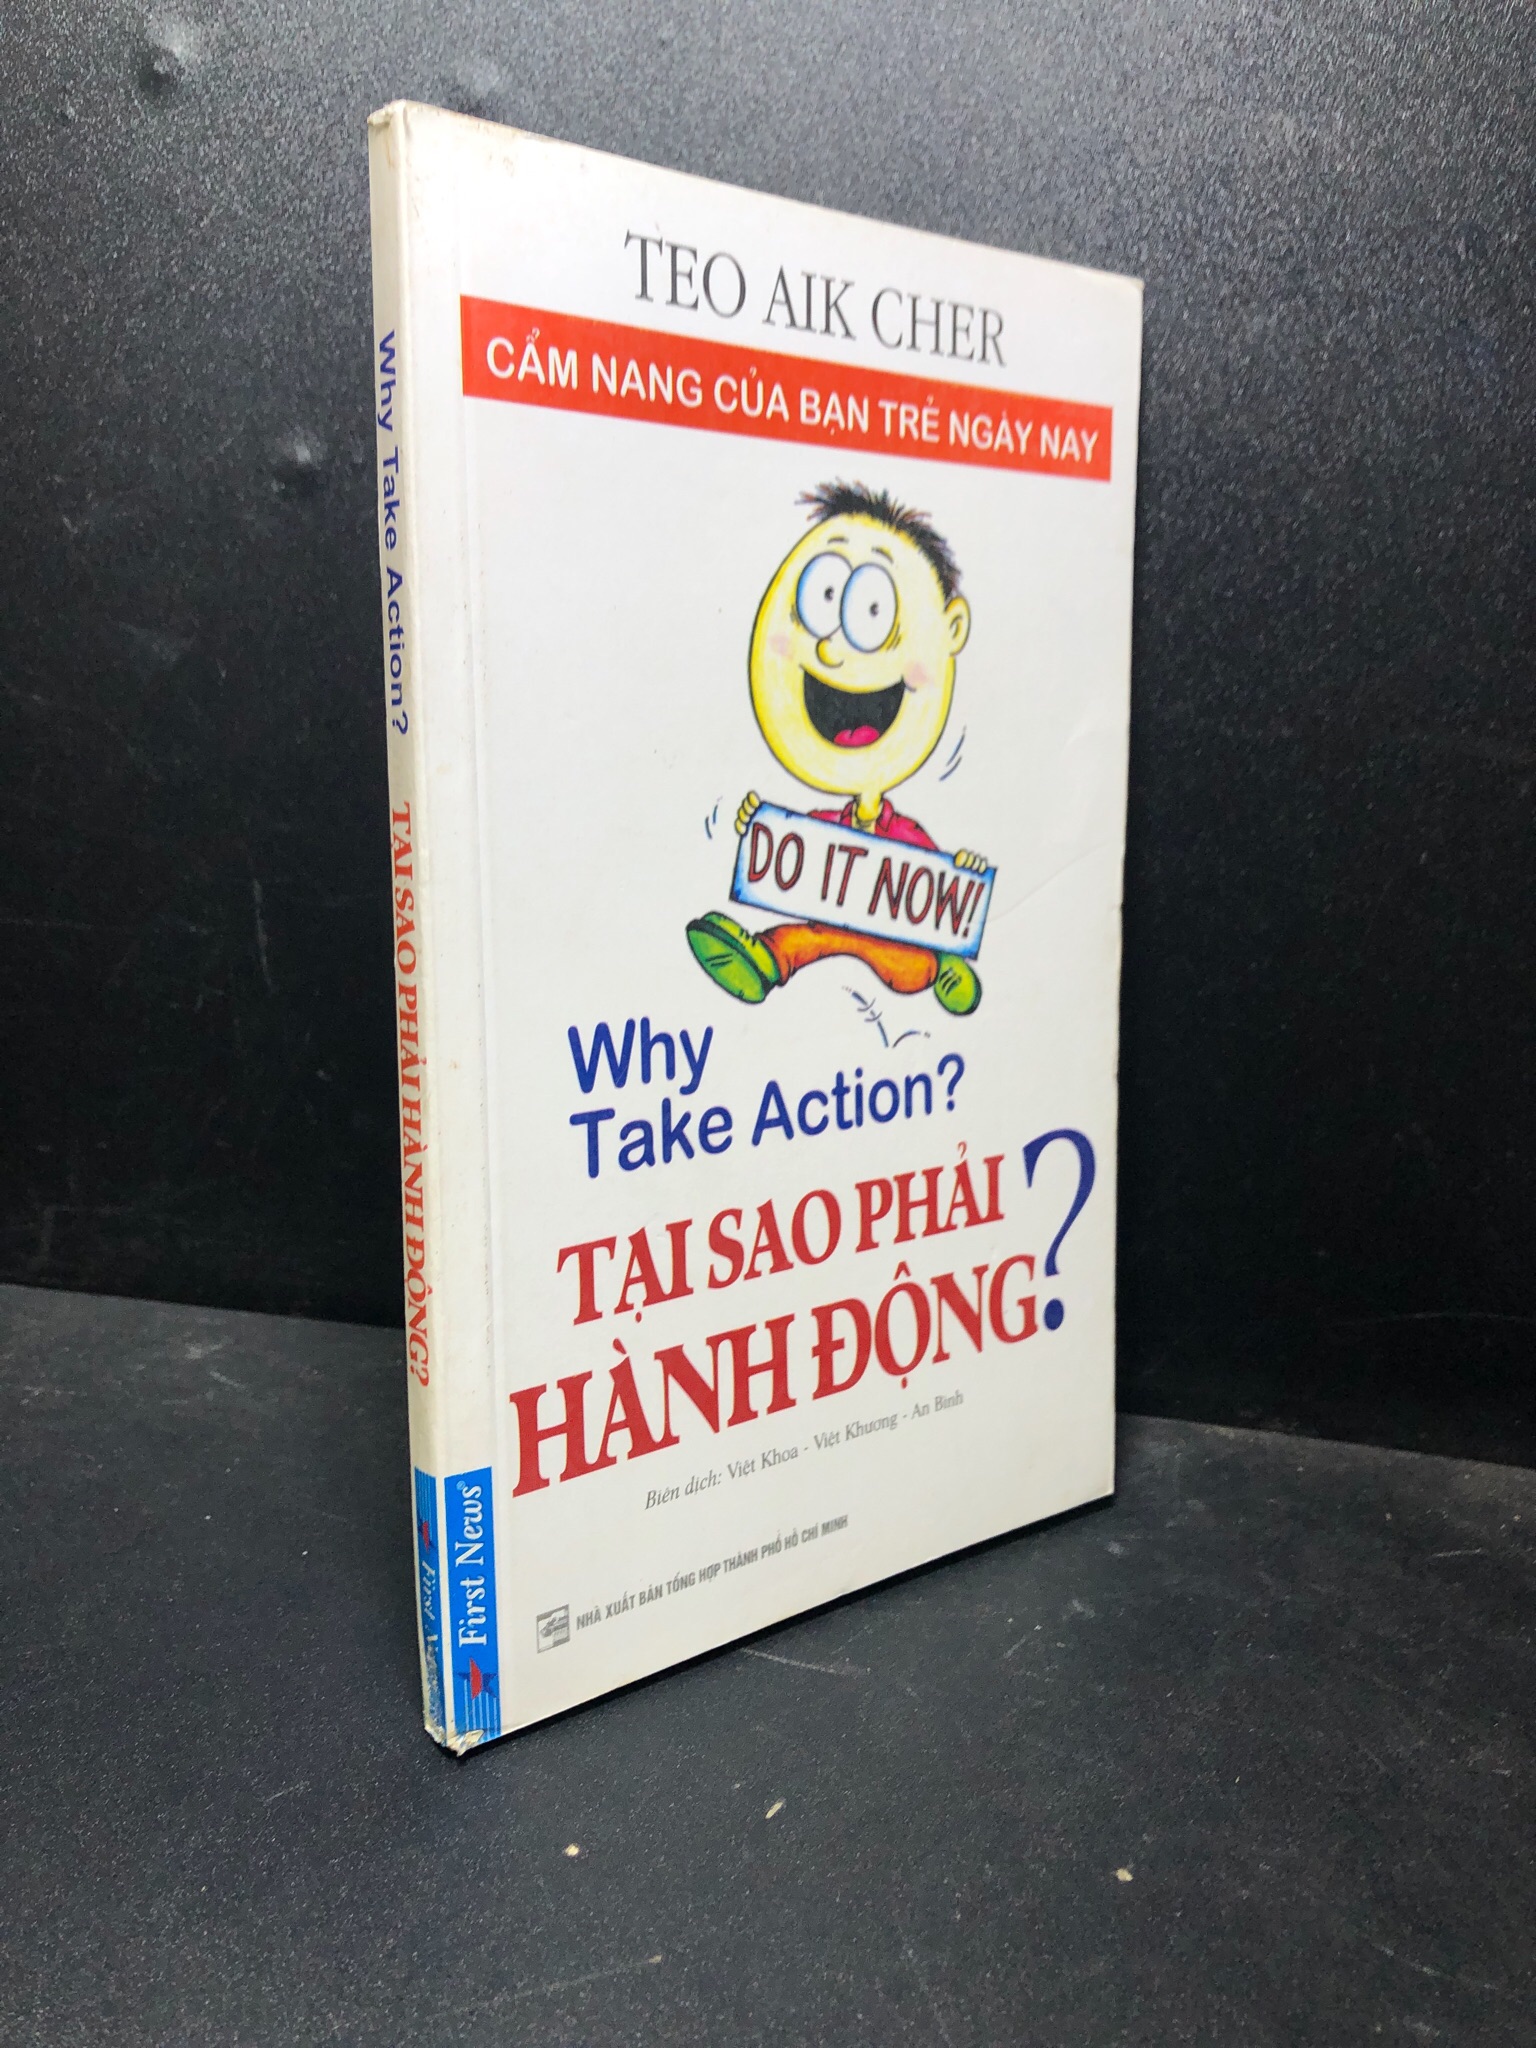 TEO AIK CHER
CẨM NANG CỦA BẠN TRẺ NGÀY NAY
DO IT NOW!
Why
Take Action?
TẠI SAO PHẢI
HÀNH ĐỘNG?
Biên dịch: Việt Khoa - Việt Khương - An Bình
NHÀ XUẤT BẢN TỔNG HỢP THÀNH PHỐ HỒ CHÍ MINH
First News®
Why Take Action? TẠI SAO PHẢI HÀNH ĐỘNG?
First News